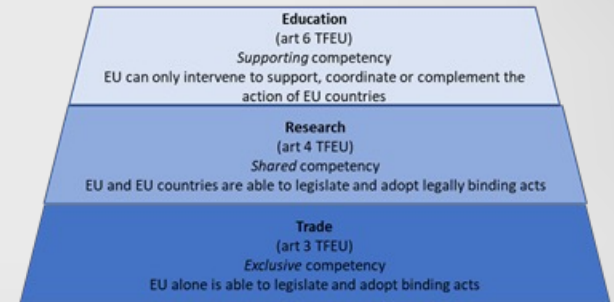 Education
(art 6 TFEU)
Supporting competency
EU can only intervene to support, coordinate or complement the
action of EU countries
Research
(art 4 TFEU)
Shared competency
EU and EU countries are able to legislate and adopt legally binding acts
Trade
(art 3 TFEU)
Exclusive competency
EU alone is able to legislate and adopt binding acts